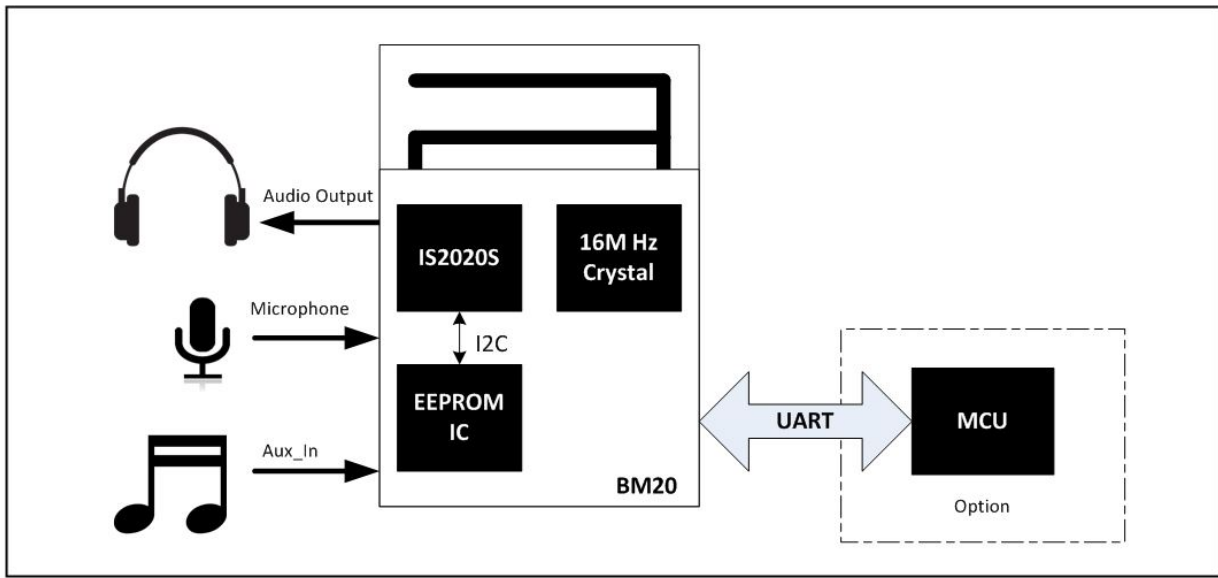 Audio Output
Microphone
Aux_In
IS2020S
16M Hz
Crystal
I2C
EEPROM
IC
BM20
UART
MCU
Option